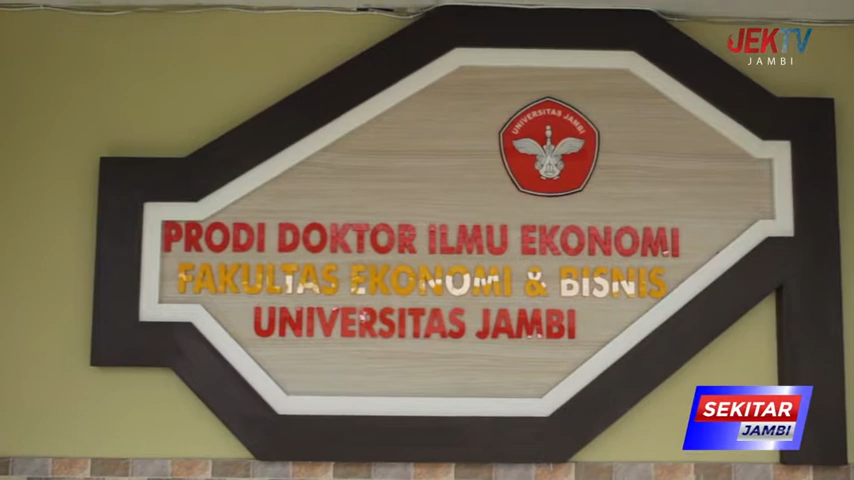 JEKTV
JAMBI
UNIVERSITAS JAMBI
PRODI DOKTOR ILMU EKONOMI
FAKULTAS EKONOMI & BISNIS
UNIVERSITAS JAMBI
SEKITAR
JAMBI